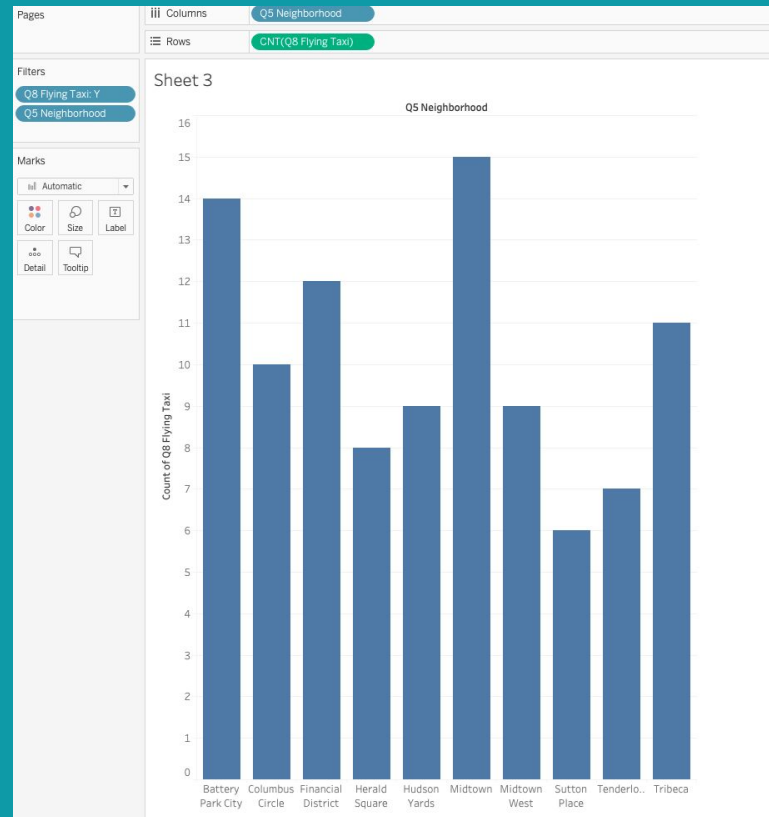 Pages
Columns
Q5 Neighborhood
Rows
CNT(Q8 Flying Taxi)
Filters
Q8 Flying Taxi: Y
Q5 Neighborhood
Marks
Automatic
Color
Size
Label
Detail
Tooltip
Sheet 3
Q5 Neighborhood
16
15
14
13
12
11
10
9
8
7
6
5
4
3
2
1
0
Count of Q8 Flying Taxi
Battery Park City
Columbus Circle
Financial District
Herald Square
Hudson Yards
Midtown
Midtown West
Sutton Place
Tenderlo..
Tribeca